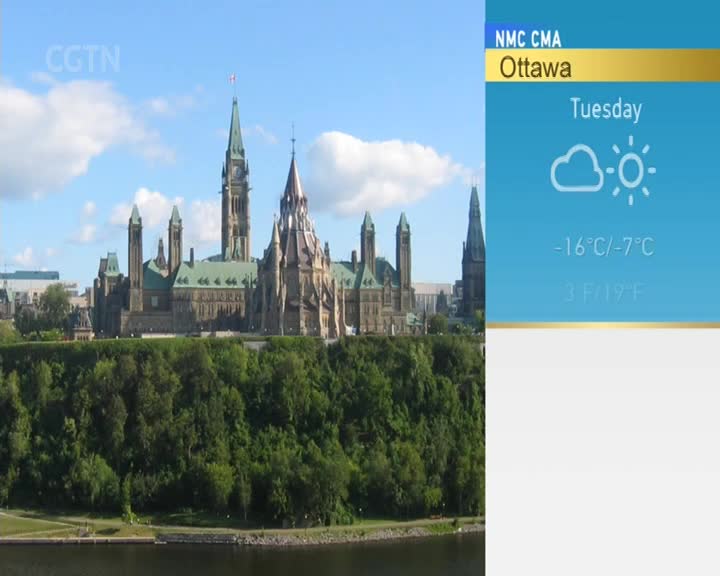 CGTN
NMC CMA
Ottawa
Tuesday
-16°C/-7°C
3°F/19°F